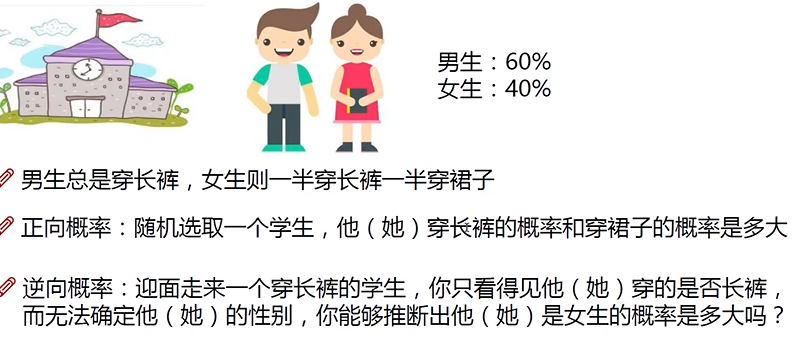 男生：60%
女生：40%
男生总是穿长裤，女生则一半穿长裤一半穿裙子
正向概率：随机选取一个学生，他（她）穿长裤的概率和穿裙子的概率是多大
逆向概率：迎面走来一个穿长裤的学生，你只看得见他（她）穿的是否长裤，
而无法确定他（她）的性别，你能够推断出他（她）是女生的概率是多大吗？